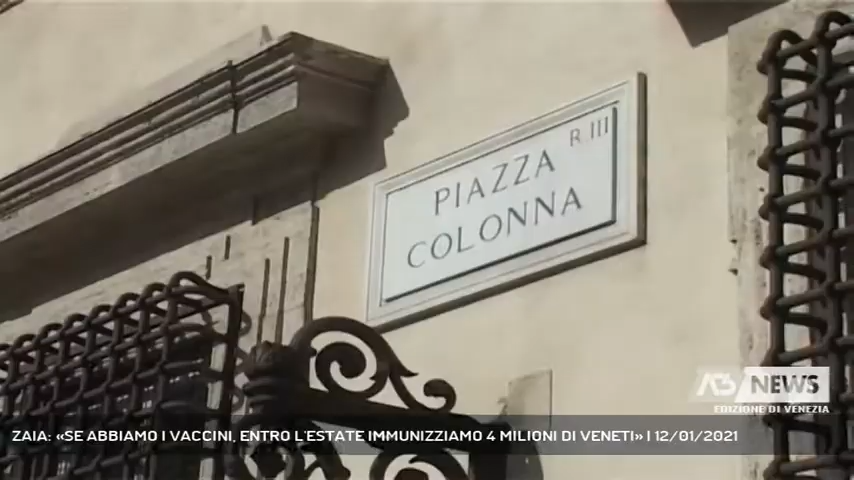 R. III
PIAZZA
COLONNA
A3 NEWS
EDIZIONE DI VENEZIA
ZAIA: «SE ABBIAMO I VACCINI, ENTRO L'ESTATE IMMUNIZZIAMO 4 MILIONI DI VENETI» | 12/01/2021